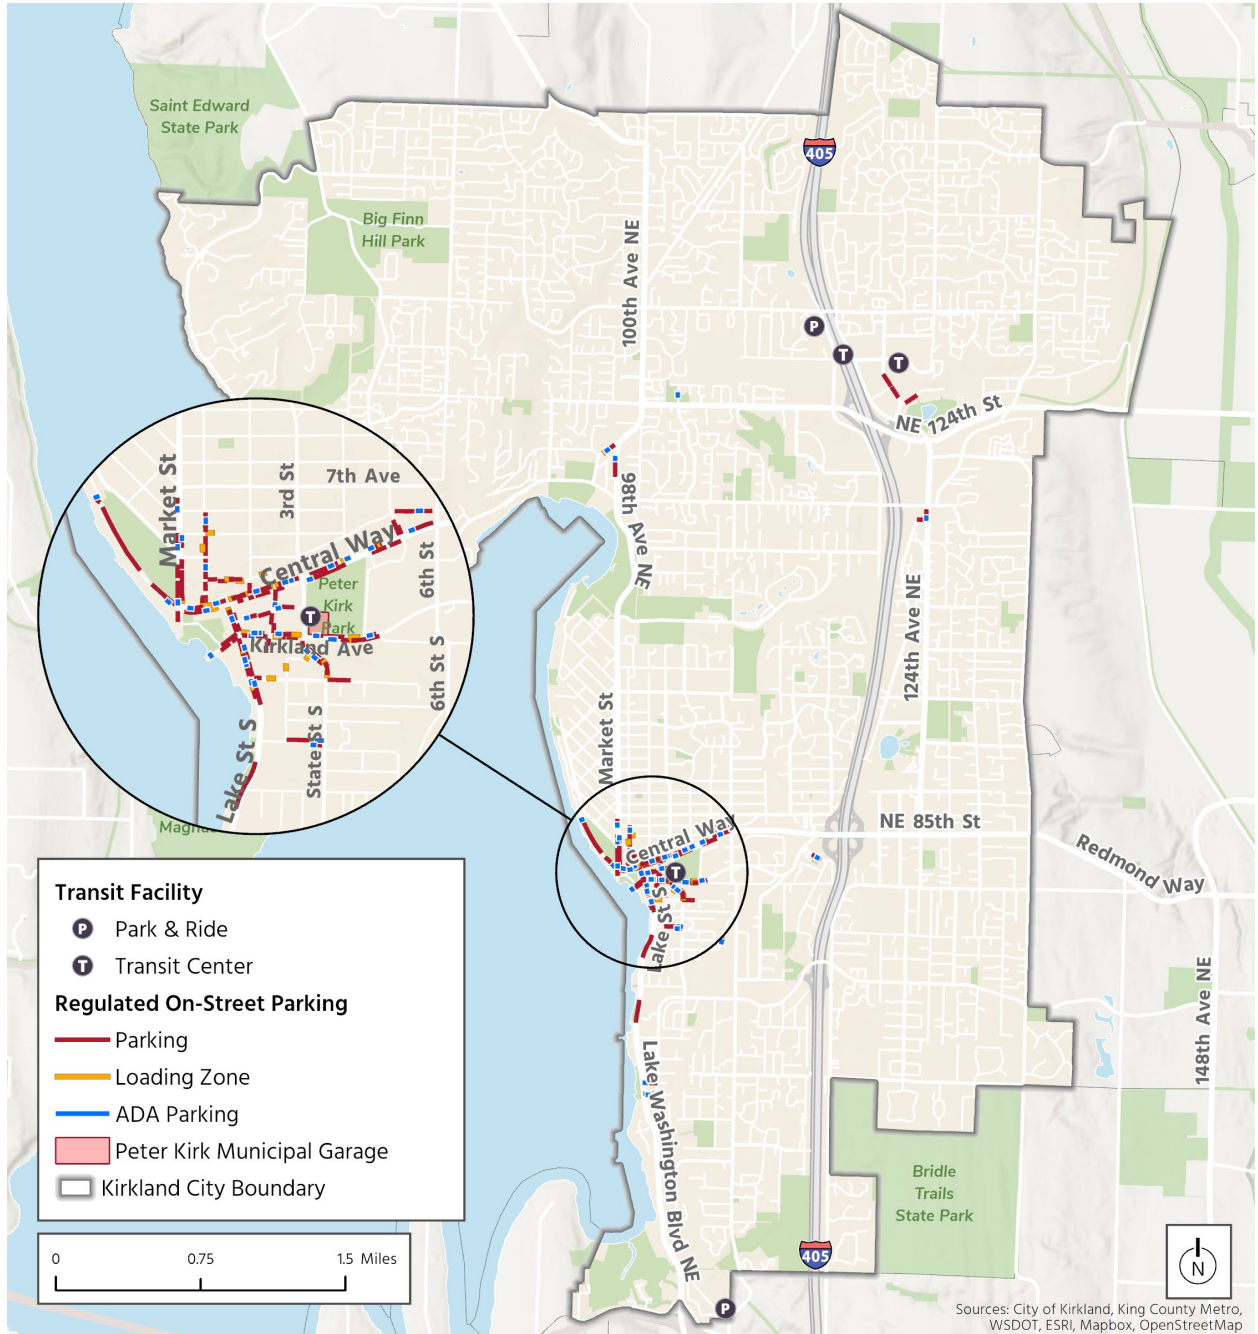 Saint Edward
State Park
405
Big Finn
Hill Park
100th Ave NE
P
T
T
NE 124th St
Market St
3rd St
7th Ave
98th Ave NE
Central Way
6th St
Peter
Kirk
Park
T
Kirkland Ave
6th St S
124th Ave NE
State St S
Lake St S
Market St
NE 85th St
Central Way
T
Redmond Way
Lake St S
148th Ave NE
Transit Facility
P Park & Ride
T Transit Center
Regulated On-Street Parking
Parking
Loading Zone
ADA Parking
Peter Kirk Municipal Garage
Kirkland City Boundary
Lake Washington Blvd NE
Bridle
Trails
State Park
0 0.75 1.5 Miles
405
N
P
Sources: City of Kirkland, King County Metro,
WSDOT, ESRI, Mapbox, OpenStreetMap